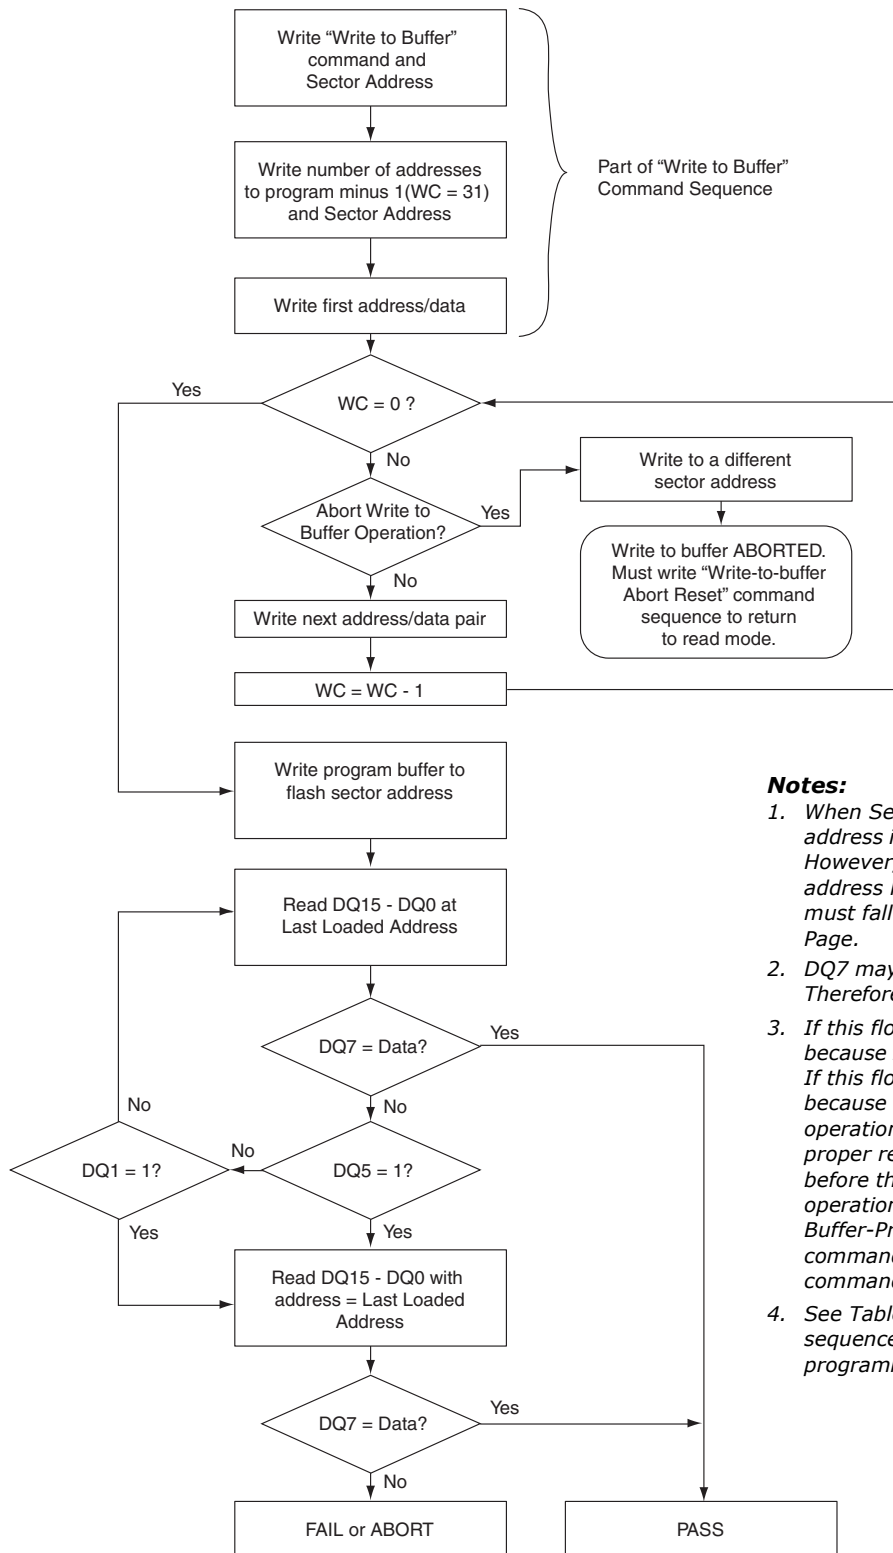 Write “Write to Buffer”
command and
Sector Address
Write number of addresses
to program minus 1(WC = 31)
and Sector Address
Part of “Write to Buffer”
Command Sequence
Write first address/data
Yes
WC = 0 ?
No
Write to a different
sector address
Abort Write to
Buffer Operation?
Yes
No
Write to buffer ABORTED.
Must write “Write-to-buffer
Abort Reset” command
sequence to return
to read mode.
Write next address/data pair
WC = WC - 1
Write program buffer to
flash sector address
Read DQ15 - DQ0 at
Last Loaded Address
DQ7 = Data?
Yes
No
No
DQ1 = 1?
No
DQ5 = 1?
Yes
Yes
Read DQ15 - DQ0 with
address = Last Loaded
Address
DQ7 = Data?
Yes
No
FAIL or ABORT
PASS
Notes:
1. When Se
address i
However,
address
must fall
Page.
2. DQ7 may
Therefore
3. If this flo
because
If this flo
because
operation
proper re
before th
operation
Buffer-Pr
command
command
4. See Table
sequence
programm